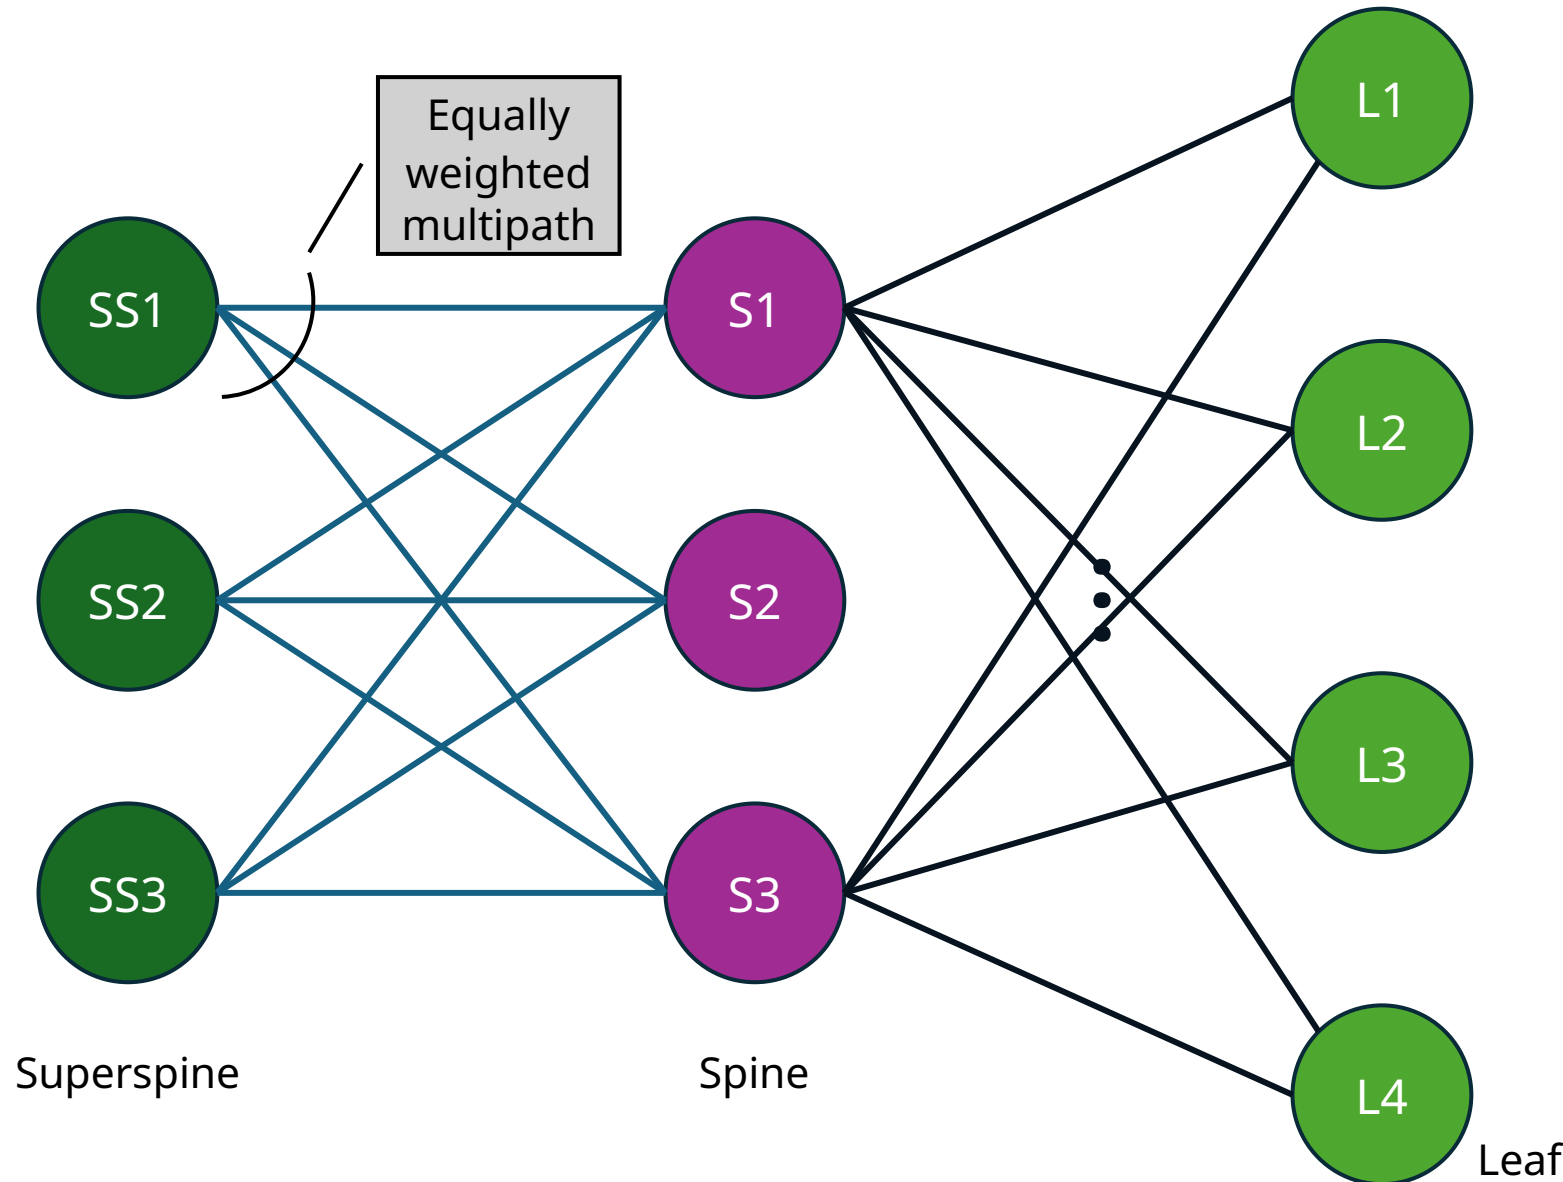 Equally
weighted
multipath
L1
SS1
S1
L2
SS2
S2
L3
SS3
S3
L4
Superspine
Spine
Leaf